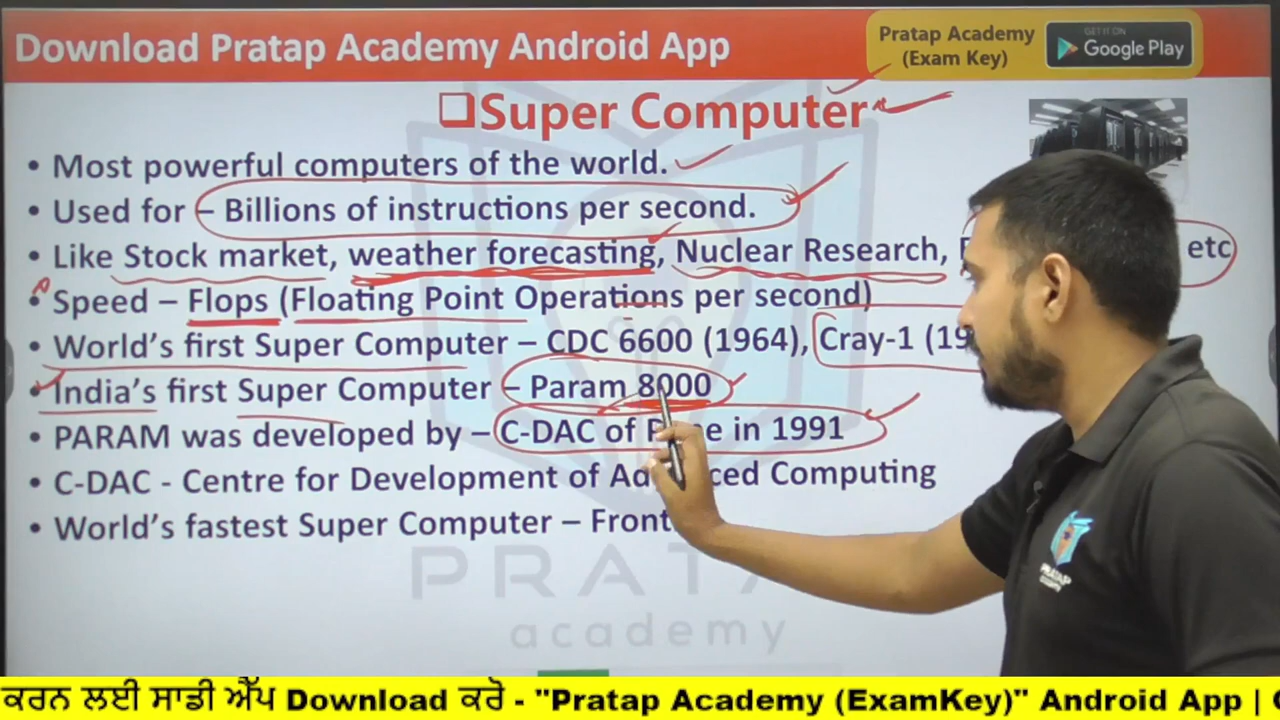 Download Pratap Academy Android App
Pratap Academy
(Exam Key)
GET IT ON
Google Play
❑Super Computer
• Most powerful computers of the world.
• Used for – Billions of instructions per second.
• Like Stock market, weather forecasting, Nuclear Research, etc
• Speed – Flops (Floating Point Operations per second)
• World's first Super Computer – CDC 6600 (1964), Cray-1
• India's first Super Computer – Param 8000
• PARAM was developed by – C-DAC of in 1991
• C-DAC - Centre for Development of Computing
• World's fastest Super Computer –
PRATAP
academy
PRATAP
ਕਰਨ ਲਈ ਸਾਡੀ ਐੱਪ Download ਕਰੋ - "Pratap Academy (ExamKey)" Android App |